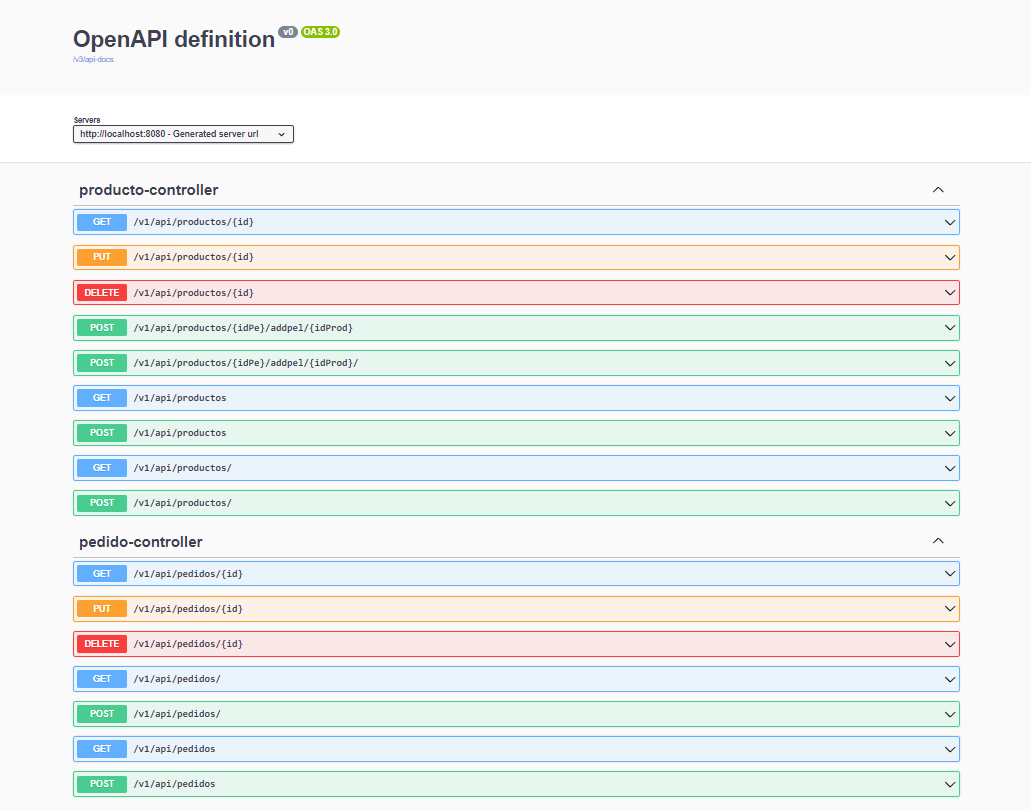 OpenAPI definition v0 OAS 3.0
/v3/api-docs
Servers
http://localhost:8080 - Generated server url
producto-controller
GET /v1/api/productos/{id}
PUT /v1/api/productos/{id}
DELETE /v1/api/productos/{id}
POST /v1/api/productos/{idPe}/addpel/{idProd}
POST /v1/api/productos/{idPe}/addpel/{idProd}/
GET /v1/api/productos
POST /v1/api/productos
GET /v1/api/productos/
POST /v1/api/productos/
pedido-controller
GET /v1/api/pedidos/{id}
PUT /v1/api/pedidos/{id}
DELETE /v1/api/pedidos/{id}
GET /v1/api/pedidos/
POST /v1/api/pedidos/
GET /v1/api/pedidos
POST /v1/api/pedidos